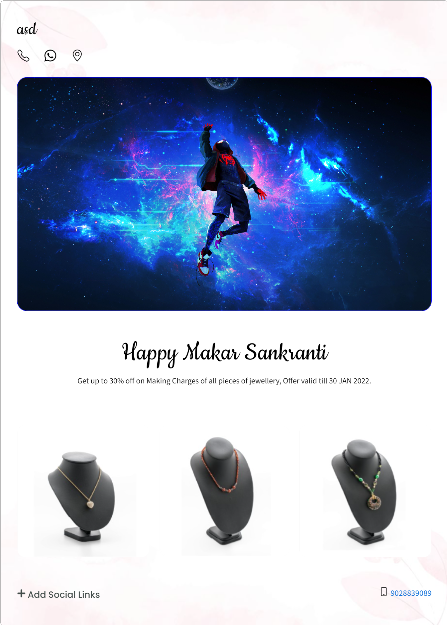 asd
Happy Makar Sankranti
Get up to 30% off on Making Charges of all pieces of jewellery, Offer valid till 30 JAN 2022.
+ Add Social Links
9028839089